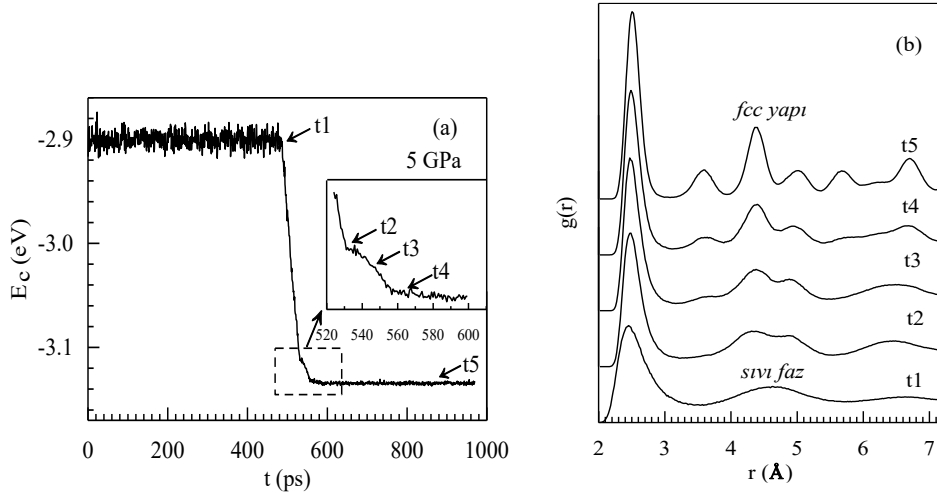 (a)
5 GPa
t1
-2.9
-3.0
-3.1
E_c (eV)
t2
t3
t4
520 540 560 580 600
t5
0 200 400 600 800 1000
t (ps)
(b)
fcc yapı
t5
t4
t3
t2
sıvı faz
t1
g(r)
2 3 4 5 6 7
r (Å)